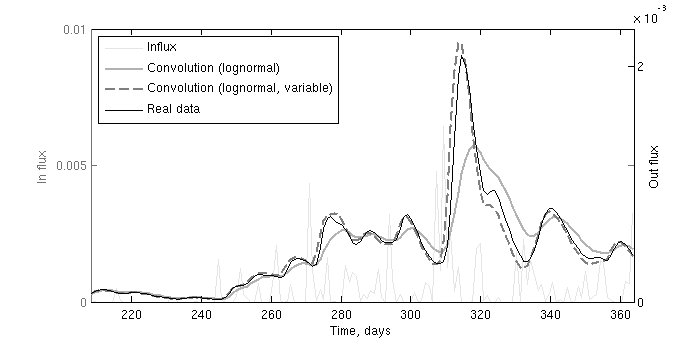 x 10⁻³
0.01
Influx
Convolution (lognormal)
Convolution (lognormal, variable)
Real data
2
0.005
1
In flux
Out flux
0
0
220
240
260
280
300
320
340
360
Time, days